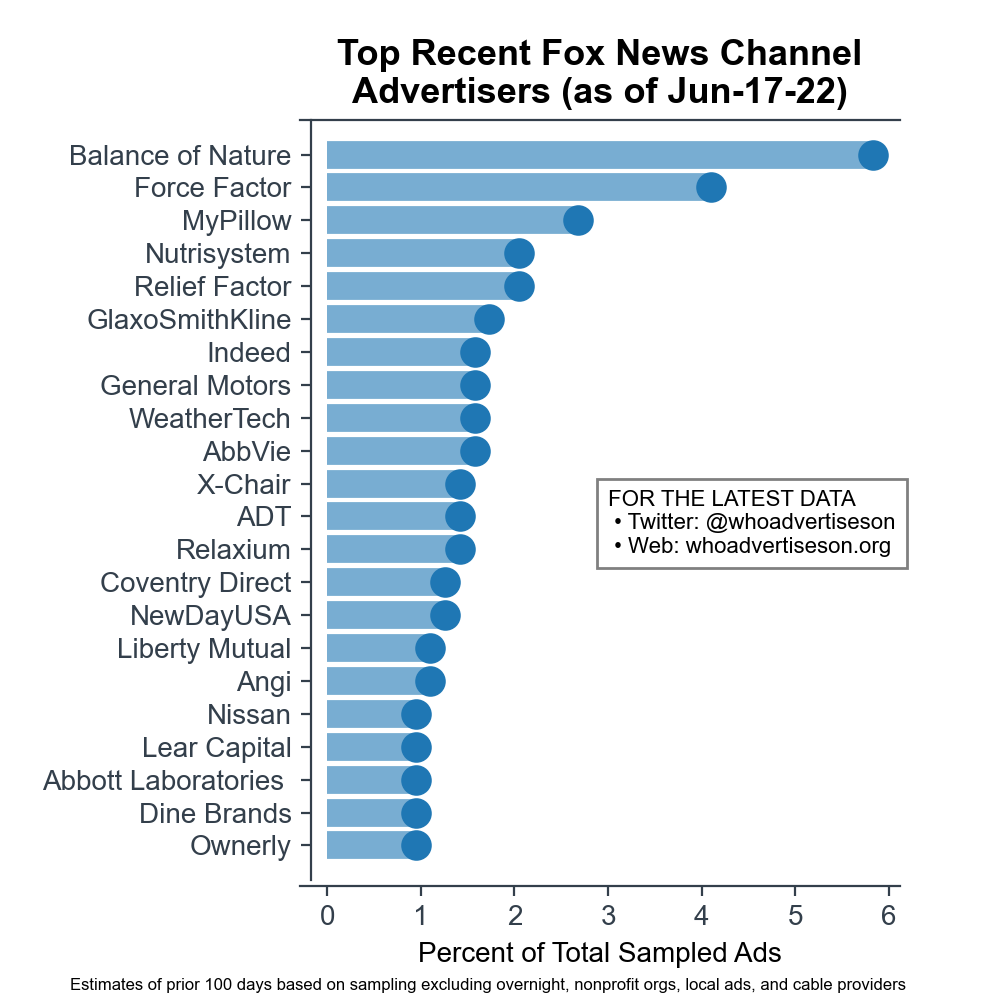 Top Recent Fox News Channel
Advertisers (as of Jun-17-22)
Balance of Nature
Force Factor
MyPillow
Nutrisystem
Relief Factor
GlaxoSmithKline
Indeed
General Motors
WeatherTech
AbbVie
X-Chair
ADT
Relaxium
Coventry Direct
NewDayUSA
Liberty Mutual
Angi
Nissan
Lear Capital
Abbott Laboratories
Dine Brands
Ownerly
FOR THE LATEST DATA
• Twitter: @whoadvertiseson
• Web: whoadvertiseson.org
0 1 2 3 4 5 6
Percent of Total Sampled Ads
Estimates of prior 100 days based on sampling excluding overnight, nonprofit orgs, local ads, and cable providers